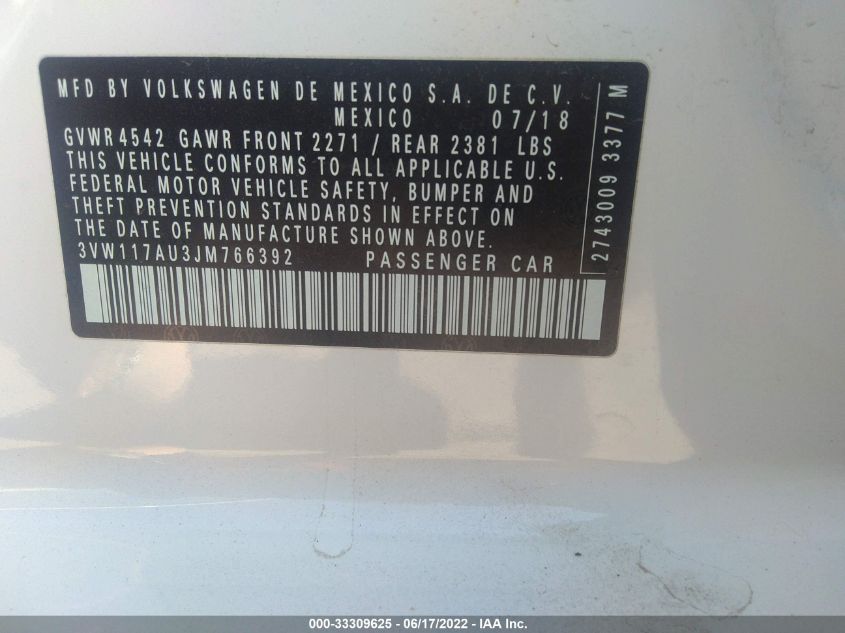 MFD BY VOLKSWAGEN DE MEXICO S.A. DE C.V.
MEXICO 07/18
GVWR 4542 GAWR FRONT 2271 / REAR 2381 LBS
THIS VEHICLE CONFORMS TO ALL APPLICABLE U.S.
FEDERAL MOTOR VEHICLE SAFETY, BUMPER AND
THEFT PREVENTION STANDARDS IN EFFECT ON
THE DATE OF MANUFACTURE SHOWN ABOVE.
3VW117AU3JM766392 PASSENGER CAR
2743009 3377 M
000-33309625 - 06/17/2022 - IAA Inc.